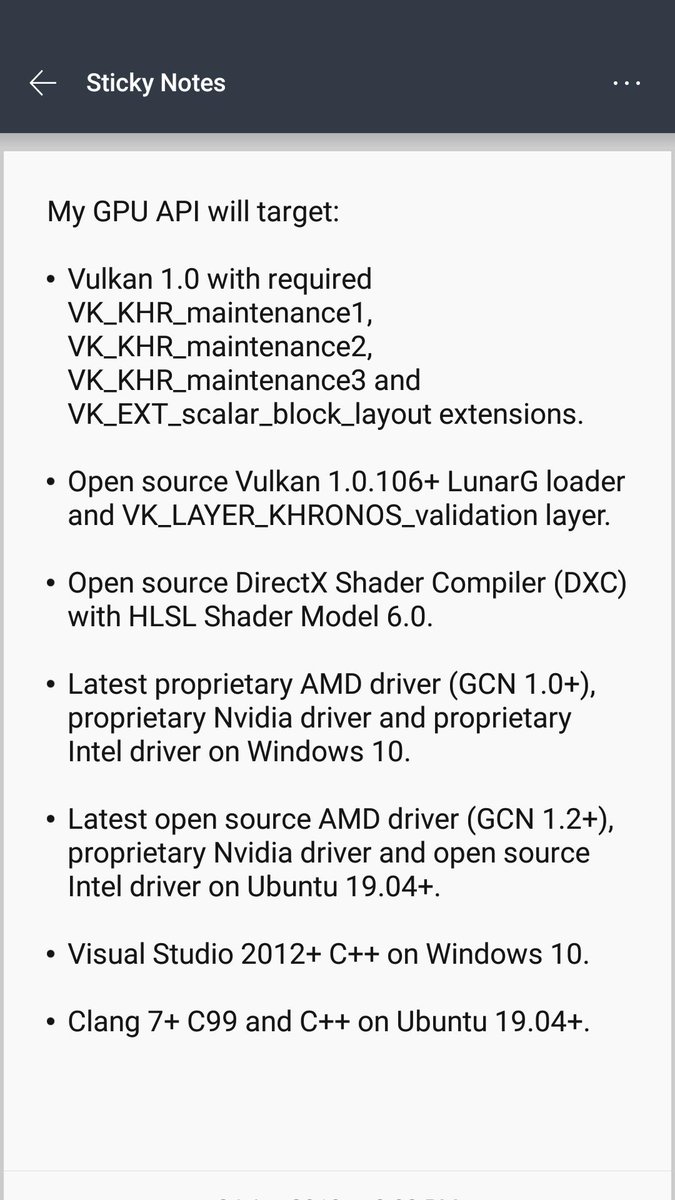 Sticky Notes
My GPU API will target:
• Vulkan 1.0 with required
VK_KHR_maintenance1,
VK_KHR_maintenance2,
VK_KHR_maintenance3 and
VK_EXT_scalar_block_layout extensions.
• Open source Vulkan 1.0.106+ LunarG loader
and VK_LAYER_KHRONOS_validation layer.
• Open source DirectX Shader Compiler (DXC)
with HLSL Shader Model 6.0.
• Latest proprietary AMD driver (GCN 1.0+),
proprietary Nvidia driver and proprietary
Intel driver on Windows 10.
• Latest open source AMD driver (GCN 1.2+),
proprietary Nvidia driver and open source
Intel driver on Ubuntu 19.04+.
• Visual Studio 2012+ C++ on Windows 10.
• Clang 7+ C99 and C++ on Ubuntu 19.04+.